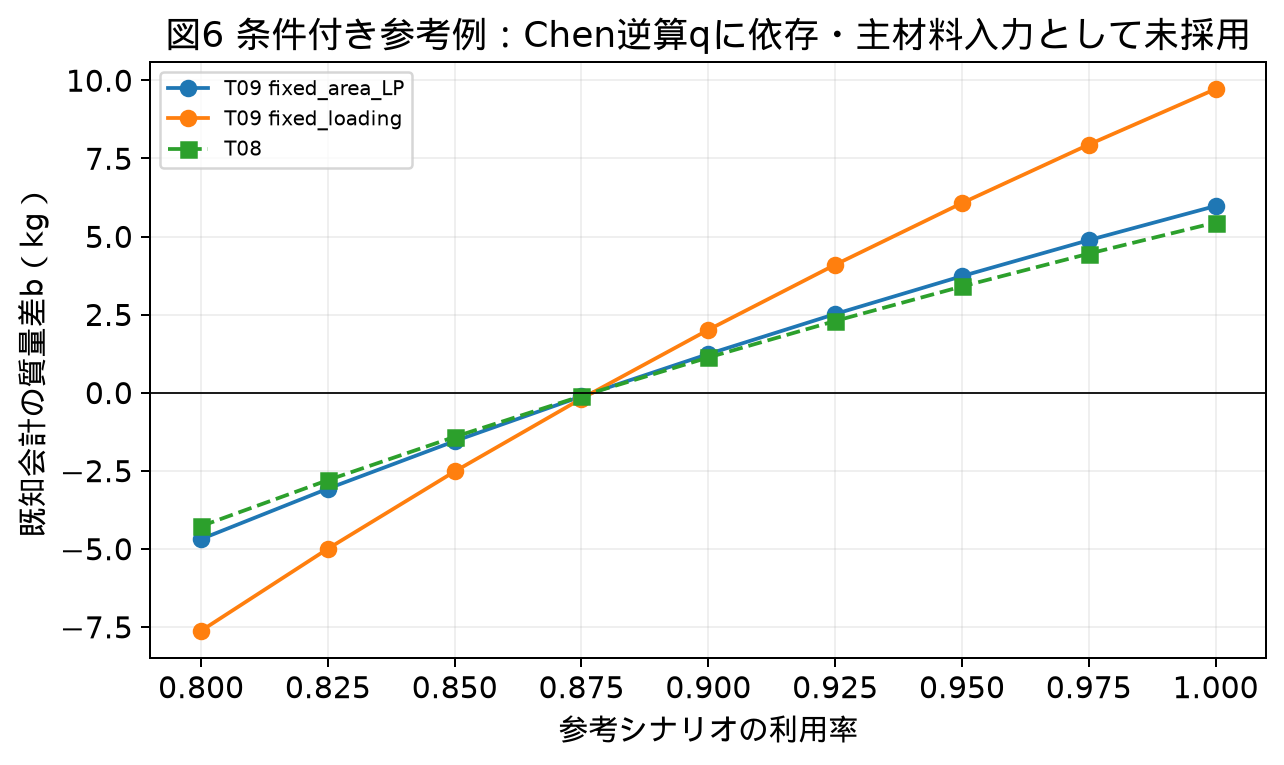 図6 条件付き参考例：Chen逆算qに依存・主材料入力として未採用
T09 fixed_area_LP
T09 fixed_loading
T08
既知会計の質量差b（kg）
10.0
7.5
5.0
2.5
0.0
−2.5
−5.0
−7.5
0.800 0.825 0.850 0.875 0.900 0.925 0.950 0.975 1.000
参考シナリオの利用率